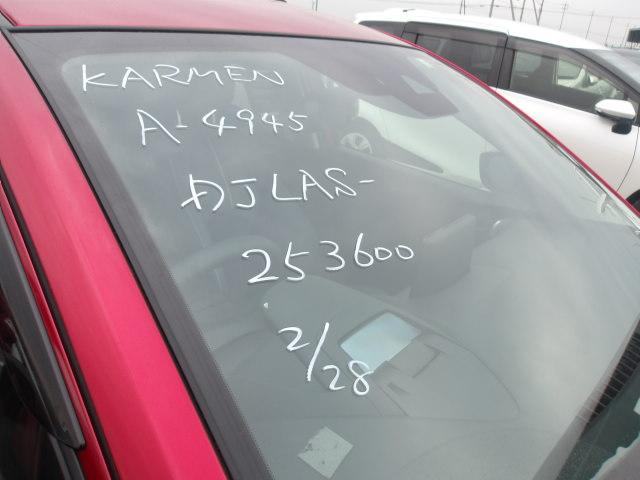 KARMEN
A-4945
DJLAS-
253600
2/28